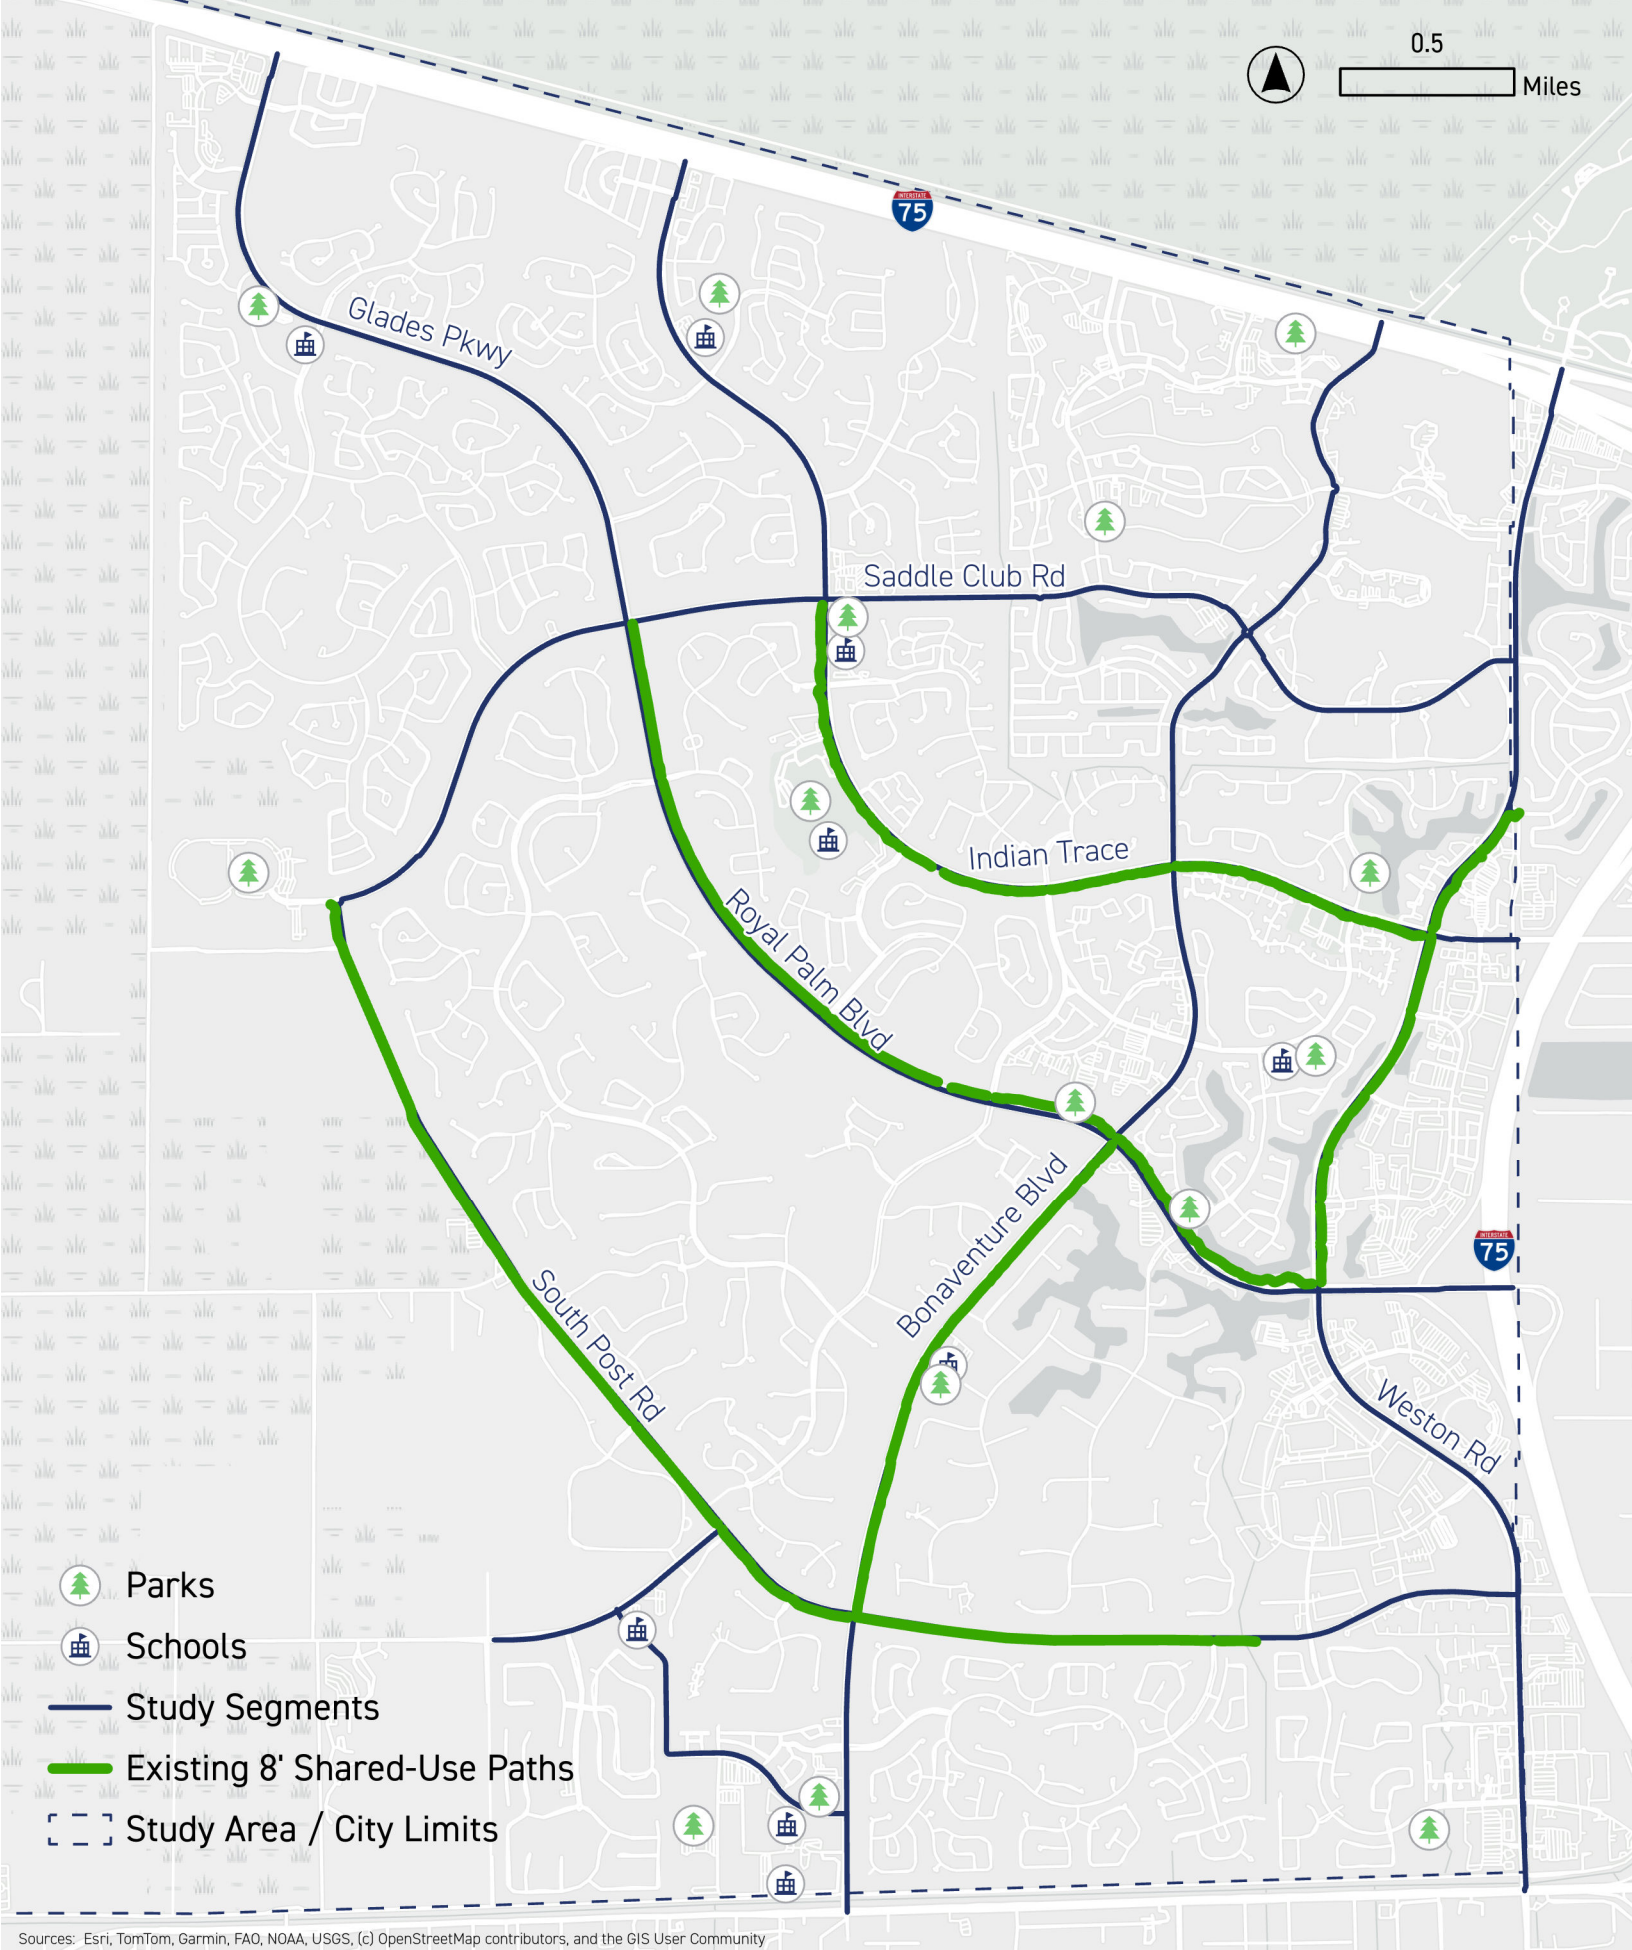 0.5
Miles
INTERSTATE
75
Glades Pkwy
Saddle Club Rd
Indian Trace
Royal Palm Blvd
Bonaventure Blvd
INTERSTATE
75
South Post Rd
Weston Rd
Parks
Schools
Study Segments
Existing 8' Shared-Use Paths
Study Area / City Limits
Sources: Esri, TomTom, Garmin, FAO, NOAA, USGS, (c) OpenStreetMap contributors, and the GIS User Community